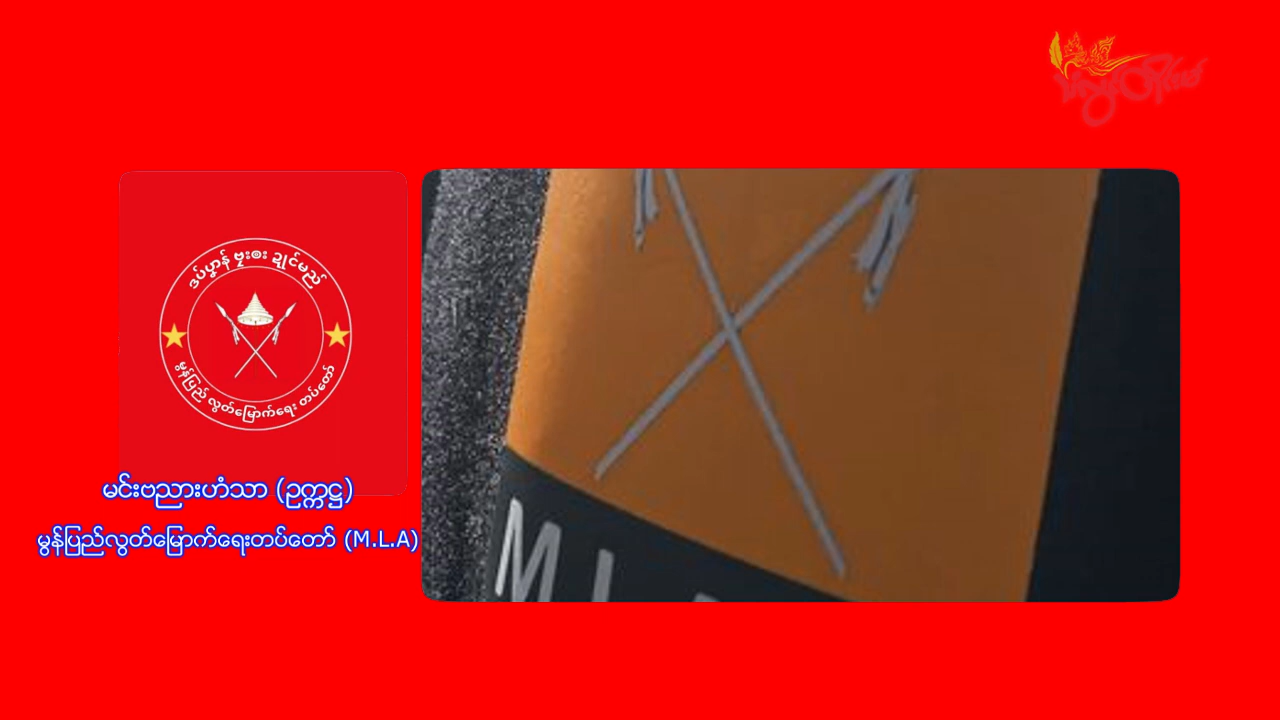 ဒပ်ပၞာန် ဗၠးၜး ဍုင်မည်
မွန်ပြည် လွတ်မြောက်ရေး တပ်တော်
မင်းဗညားဟံသာ (ဥက္ကဋ္ဌ)
မွန်ပြည်လွတ်မြောက်ရေးတပ်တော် (M.L.A)
M.L.